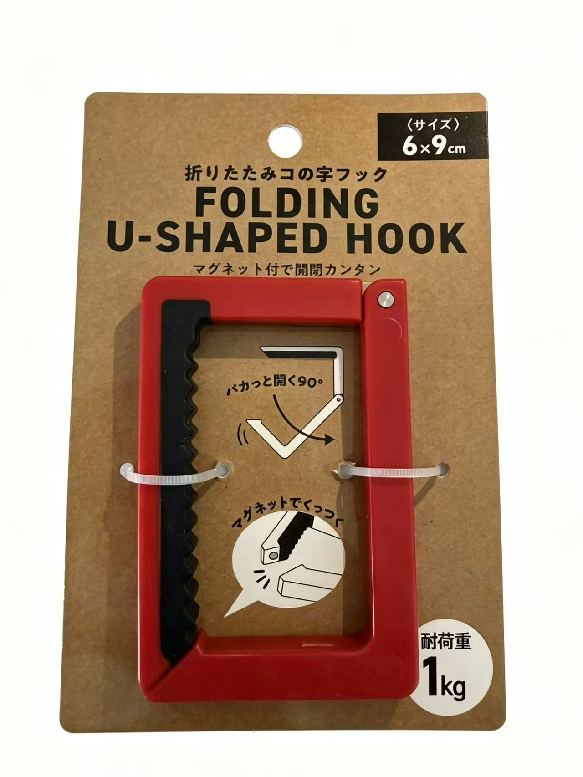 〈サイズ〉
6×9cm
折りたたみコの字フック
FOLDING
U-SHAPED HOOK
マグネット付で開閉カンタン
パカっと開く90°
マグネットでくっつく
耐荷重
1kg